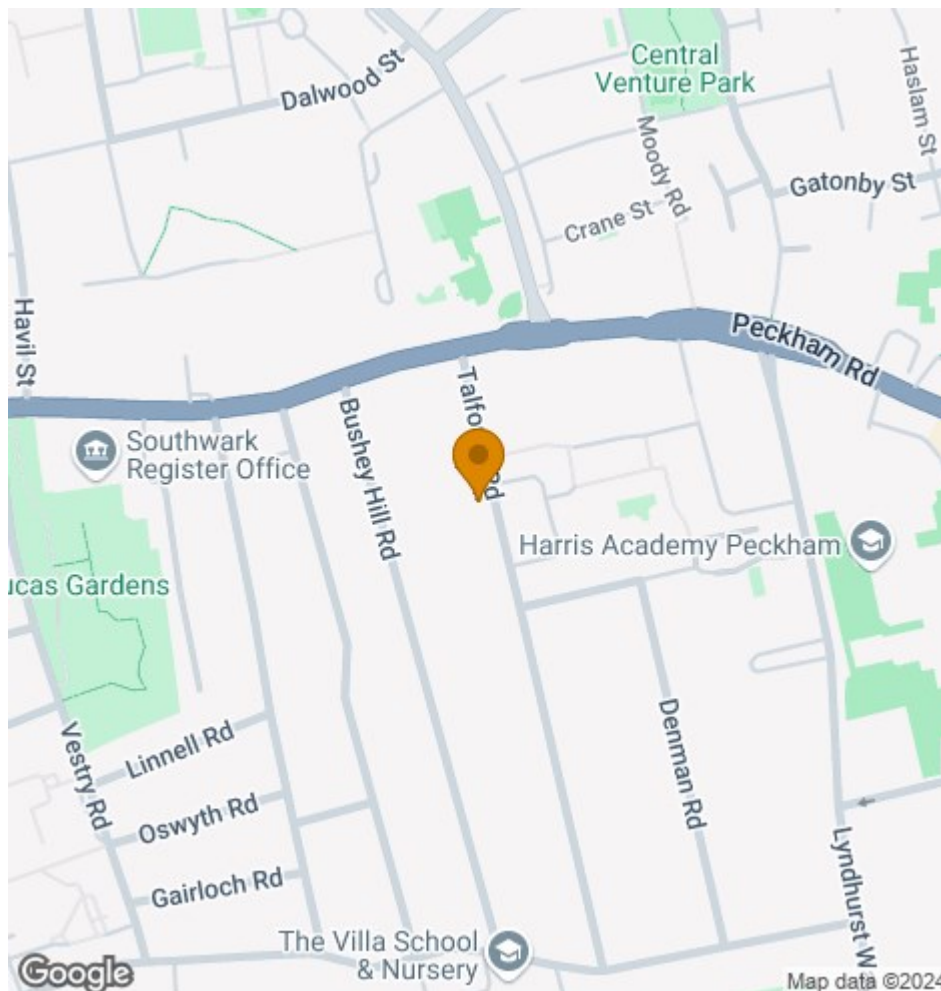 Dalwood St
Central
Venture Park
Haslam St
Moody Rd
Gatonby St
Crane St
Havil St
Peckham Rd
Talfo Rd
Bushey Hill Rd
Southwark
Register Office
Harris Academy Peckham
ucas Gardens
Denman Rd
Linnell Rd
Vestry Rd
Oswyth Rd
Lyndhurst W
Gairloch Rd
The Villa School
& Nursery
Google
Map data ©2024